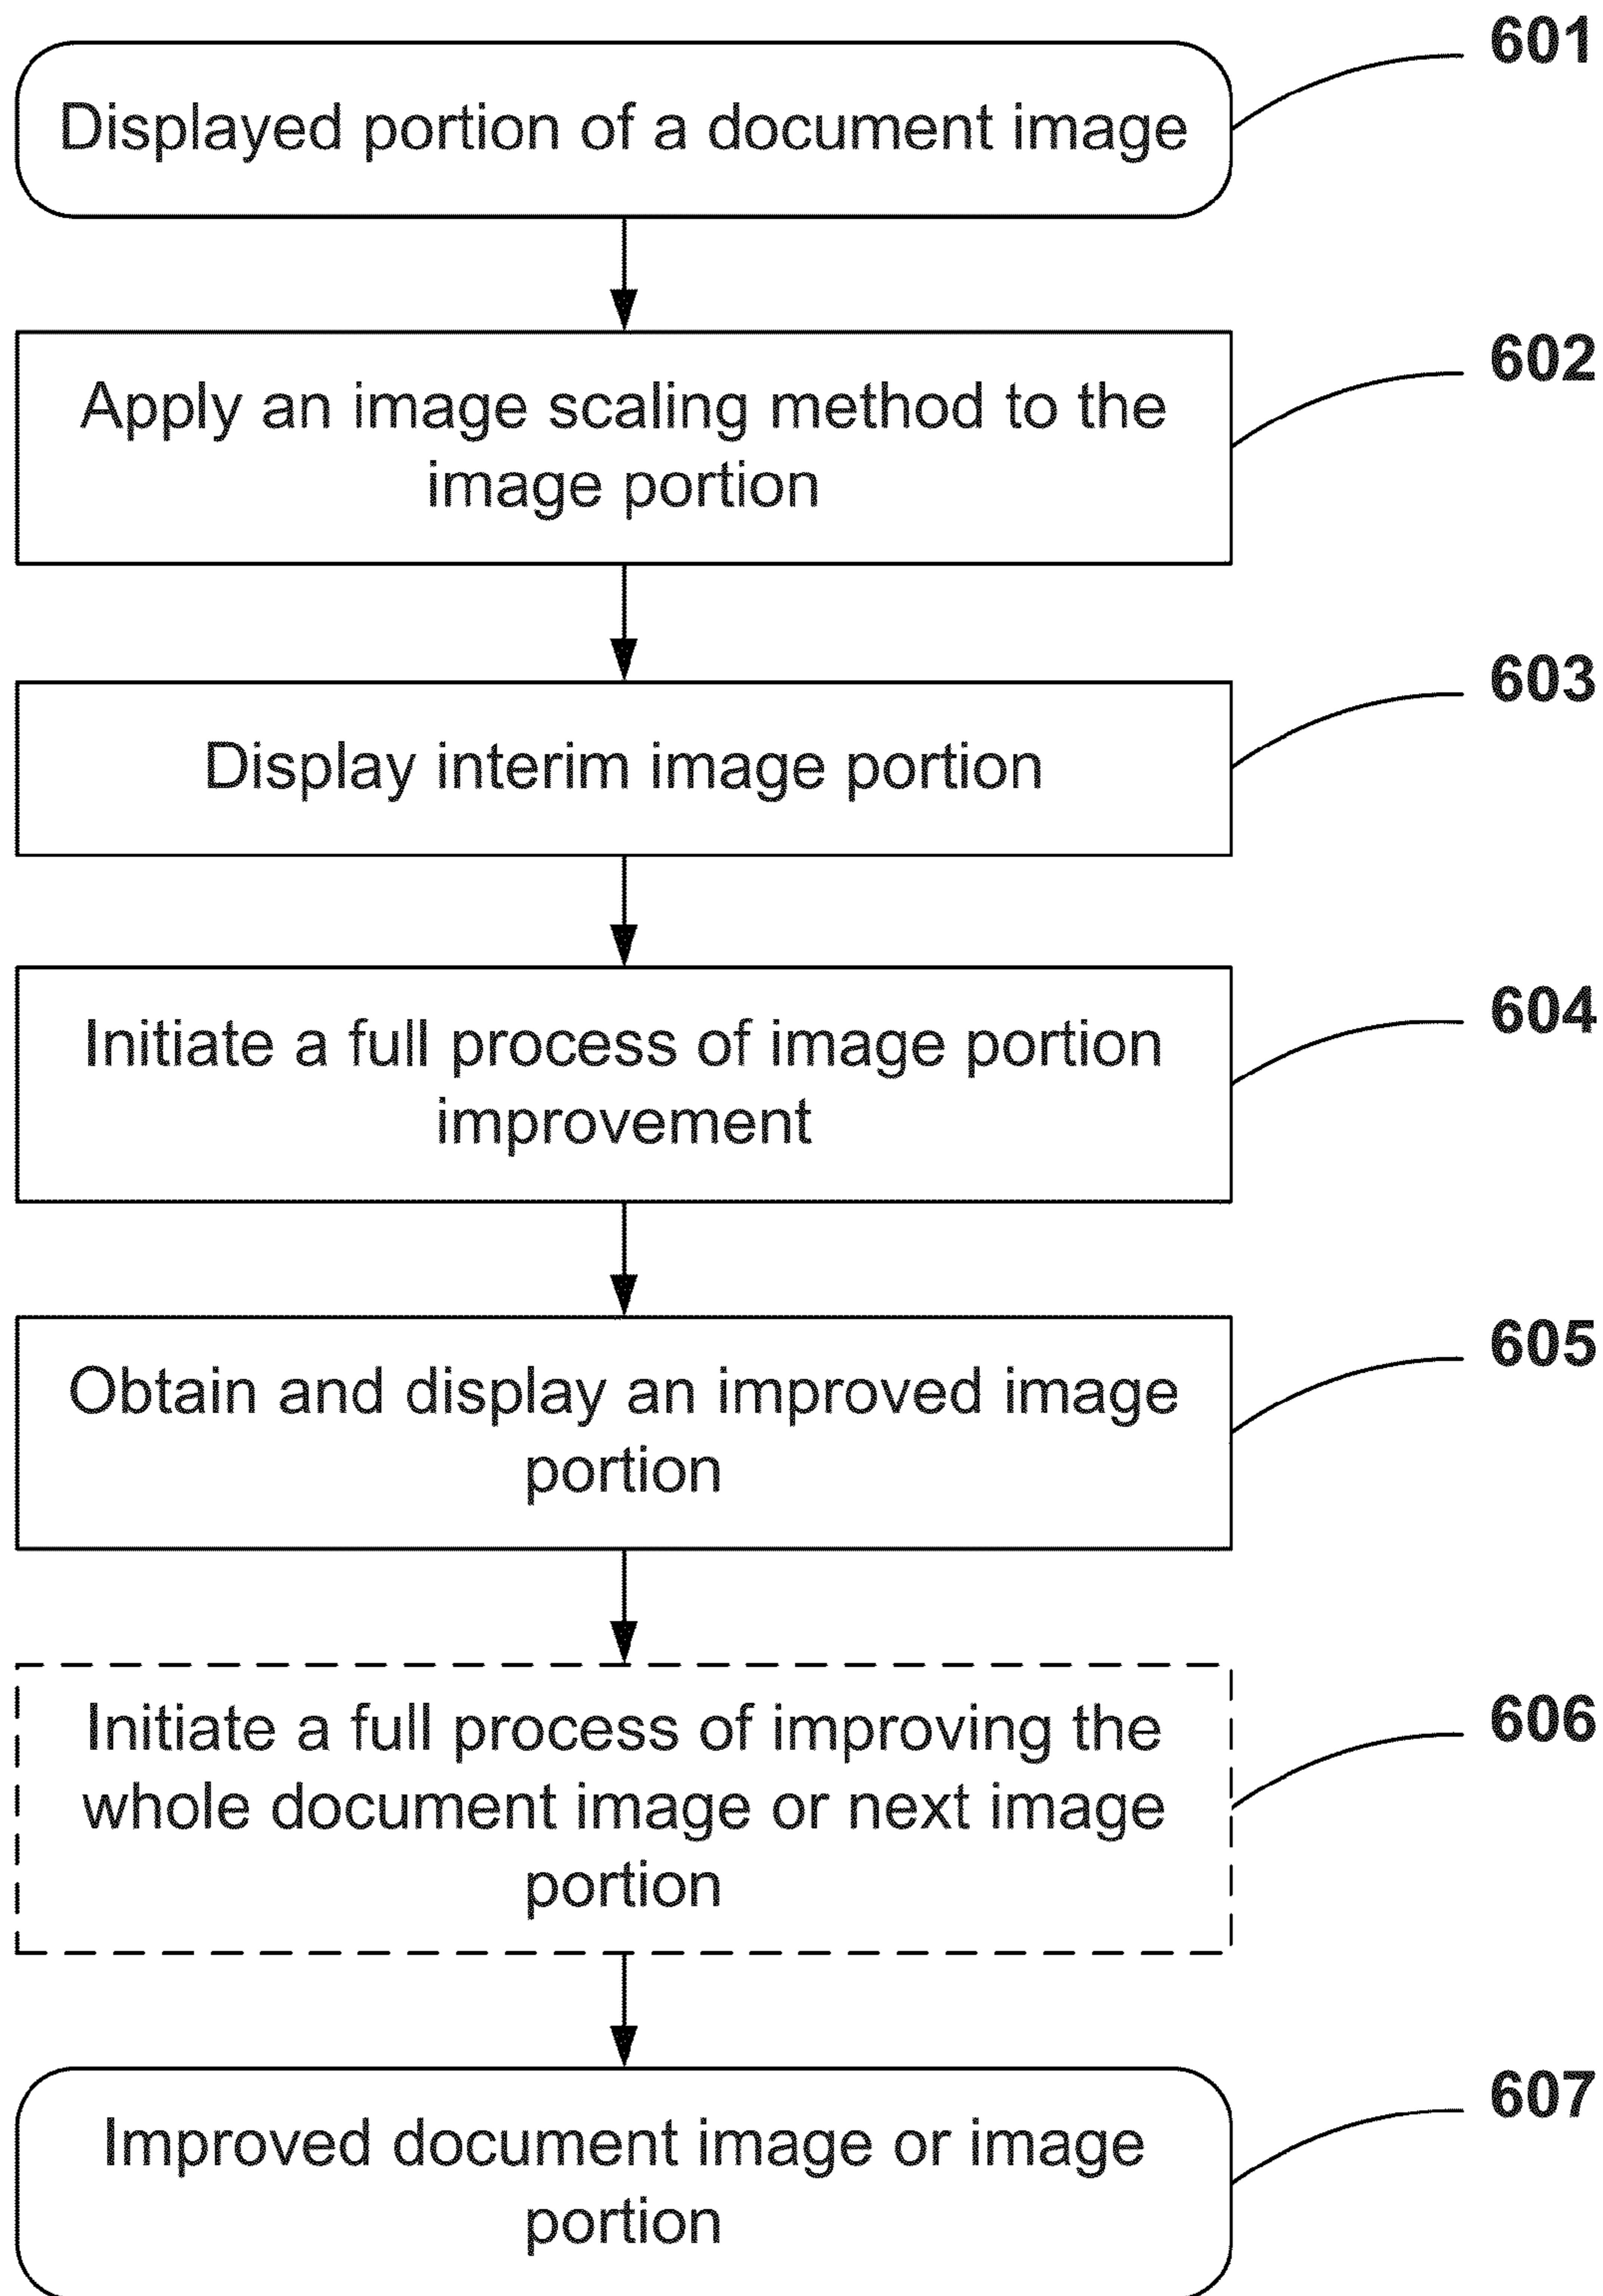 601
Displayed portion of a document image
602
Apply an image scaling method to the
image portion
603
Display interim image portion
604
Initiate a full process of image portion
improvement
605
Obtain and display an improved image
portion
606
Initiate a full process of improving the
whole document image or next image
portion
607
Improved document image or image
portion